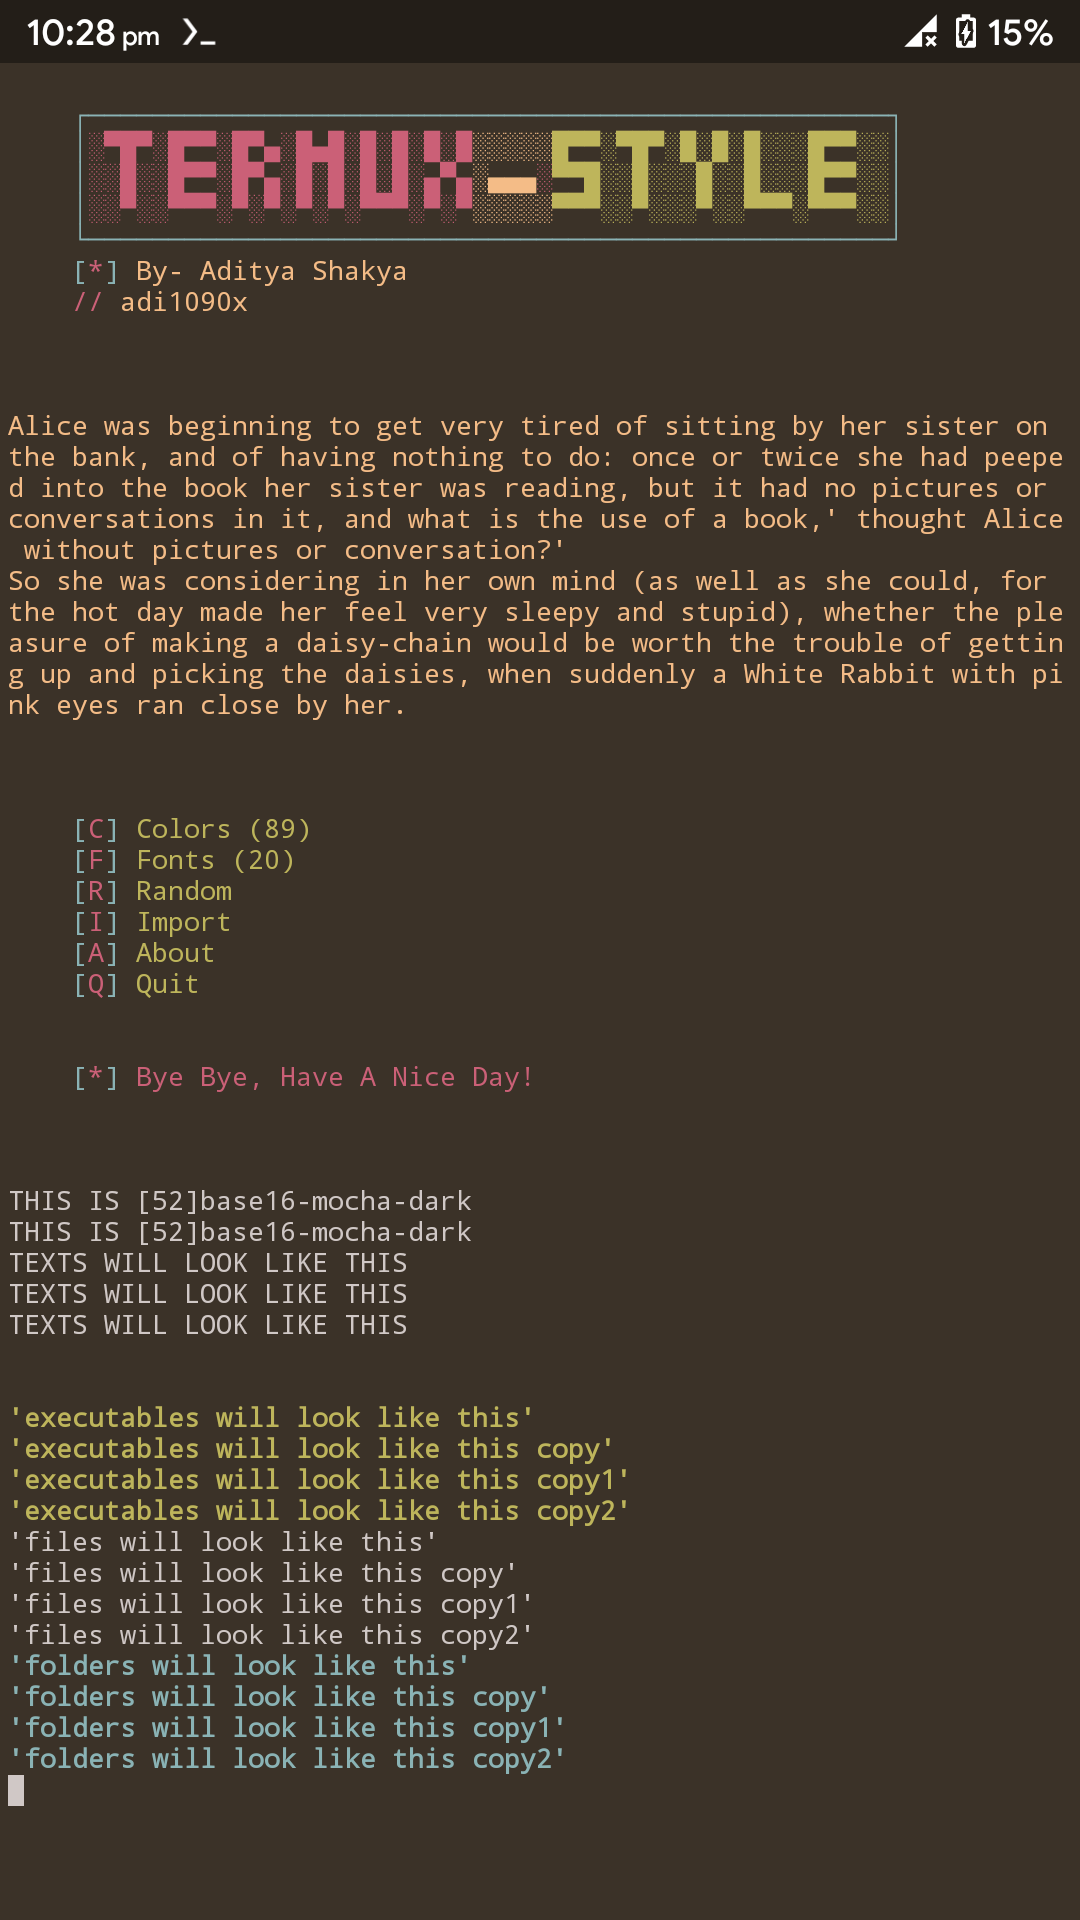 10:28 pm 15%
TERMUX-STYLE
[*] By- Aditya Shakya
// adi1090x
Alice was beginning to get very tired of sitting by her sister on
the bank, and of having nothing to do: once or twice she had peepe
d into the book her sister was reading, but it had no pictures or
conversations in it, and what is the use of a book,' thought Alice
without pictures or conversation?'
So she was considering in her own mind (as well as she could, for
the hot day made her feel very sleepy and stupid), whether the ple
asure of making a daisy-chain would be worth the trouble of gettin
g up and picking the daisies, when suddenly a White Rabbit with pi
nk eyes ran close by her.
[C] Colors (89)
[F] Fonts (20)
[R] Random
[I] Import
[A] About
[Q] Quit
[*] Bye Bye, Have A Nice Day!
THIS IS [52]base16-mocha-dark
THIS IS [52]base16-mocha-dark
TEXTS WILL LOOK LIKE THIS
TEXTS WILL LOOK LIKE THIS
TEXTS WILL LOOK LIKE THIS
'executables will look like this'
'executables will look like this copy'
'executables will look like this copy1'
'executables will look like this copy2'
'files will look like this'
'files will look like this copy'
'files will look like this copy1'
'files will look like this copy2'
'folders will look like this'
'folders will look like this copy'
'folders will look like this copy1'
'folders will look like this copy2'